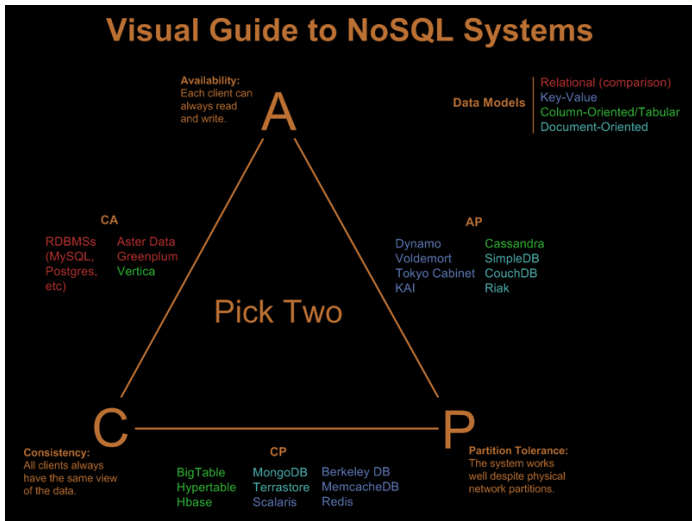 Visual Guide to NoSQL Systems
Availability:
Each client can
always read
and write.
A
Data Models
Relational (comparison)
Key-Value
Column-Oriented/Tabular
Document-Oriented
CA
RDBMSs
(MySQL,
Postgres,
etc)
Aster Data
Greenplum
Vertica
AP
Dynamo
Voldemort
Tokyo Cabinet
KAI
Cassandra
SimpleDB
CouchDB
Riak
Pick Two
C
P
Consistency:
All clients always
have the same view
of the data.
CP
BigTable
Hypertable
Hbase
MongoDB
Terrastore
Scalaris
Berkeley DB
MemcacheDB
Redis
Partition Tolerance:
The system works
well despite physical
network partitions.